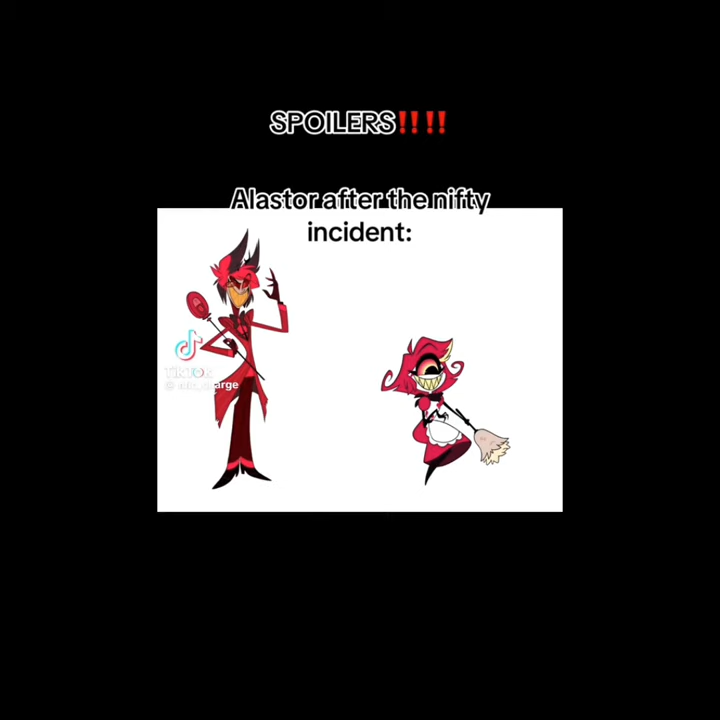 SPOILERS‼️‼️
Alastor after the nifty
incident:
TikTok